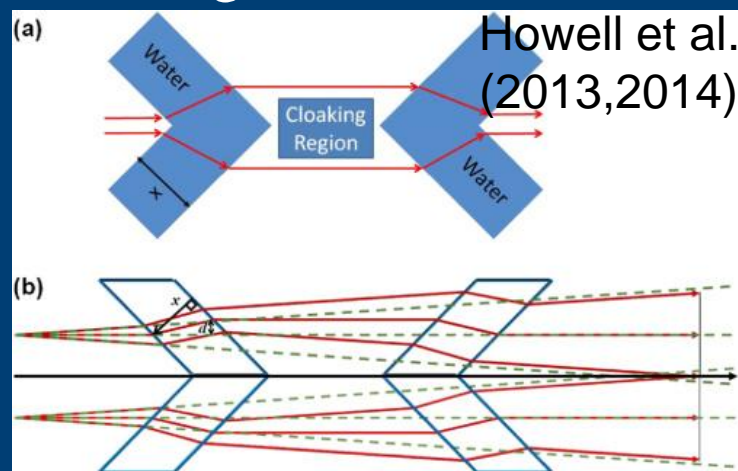 (a)
Howell et al.
(2013,2014)
Water
Cloaking
Region
x
Water
(b)
x
d